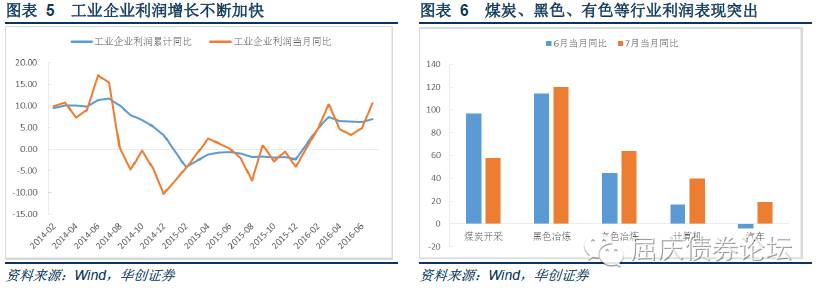 图表 5 工业企业利润增长不断加快
工业企业利润累计同比
工业企业利润当月同比
20.00
15.00
10.00
5.00
0.00
-5.00
-10.00
-15.00
2014-02
2014-04
2014-06
2014-08
2014-10
2014-12
2015-02
2015-04
2015-06
2015-08
2015-10
2015-12
2016-02
2016-04
2016-06
资料来源：Wind，华创证券
图表 6 煤炭、黑色、有色等行业利润表现突出
6月当月同比
7月当月同比
140
120
100
80
60
40
20
0
-20
煤炭开采
黑色冶炼
有色冶炼
计算机
汽车
资料来源：Wind，华创证券
屈庆债券论坛